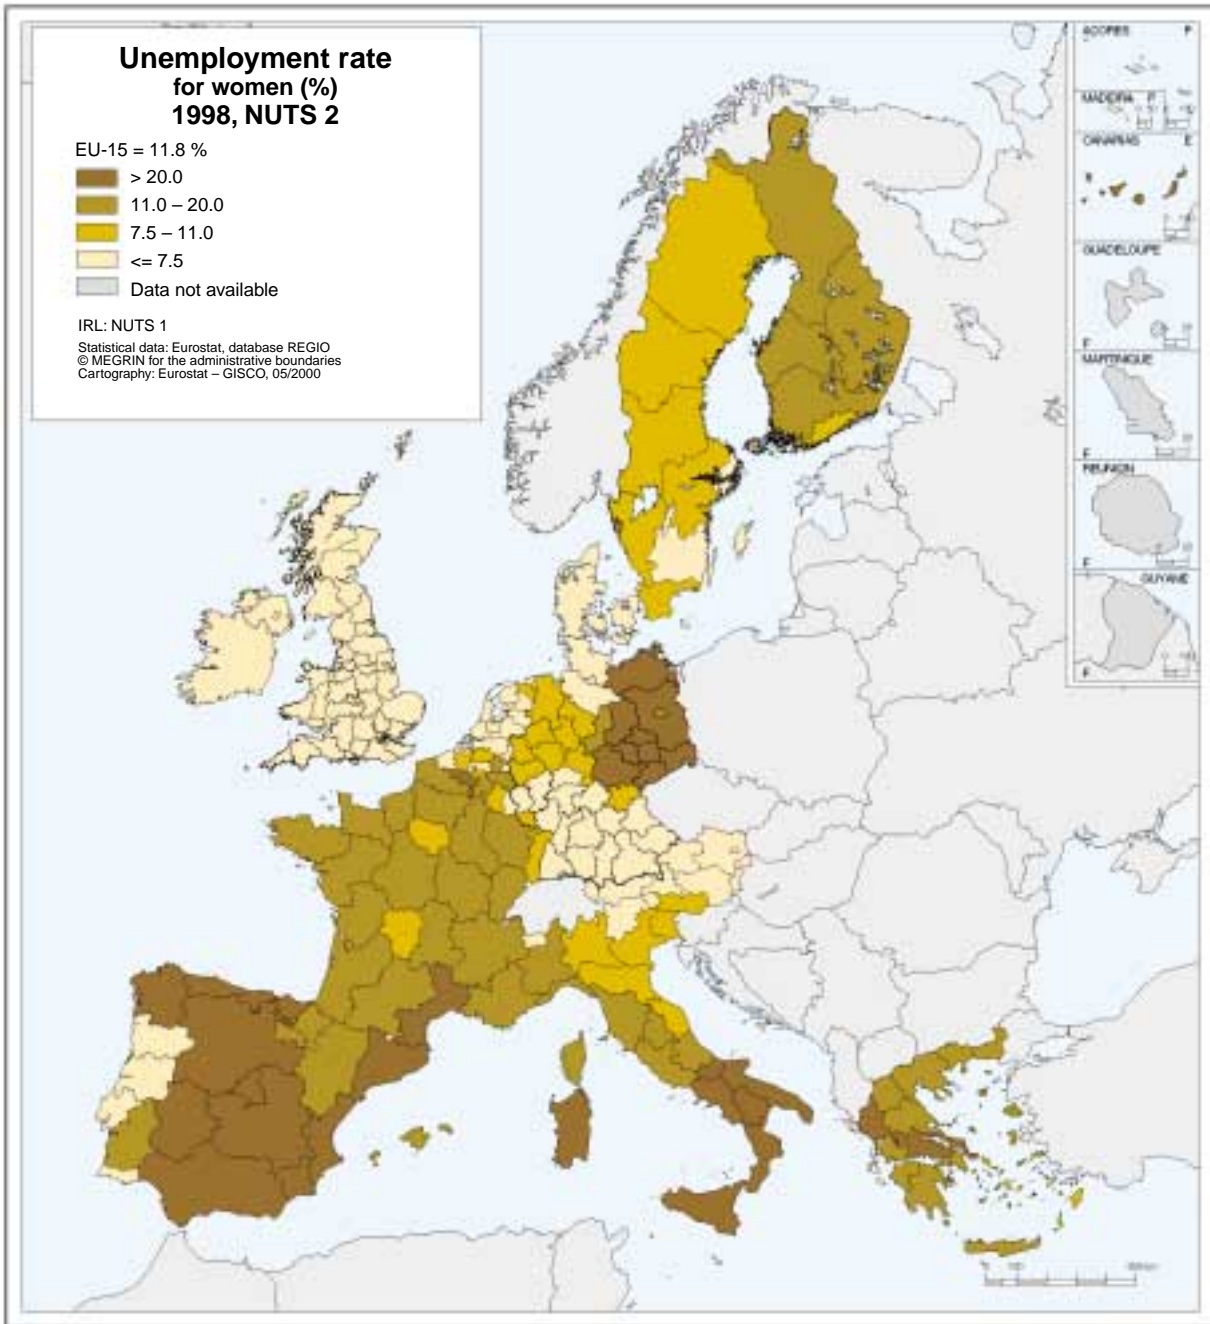 Unemployment rate
for women (%)
1998, NUTS 2
EU-15 = 11.8 %
> 20.0
11.0 – 20.0
7.5 – 11.0
<= 7.5
Data not available
IRL: NUTS 1
Statistical data: Eurostat, database REGIO
© MEGRIN for the administrative boundaries
Cartography: Eurostat – GISCO, 05/2000
ACORES P
MADEIRA P
CANARIAS E
GUADELOUPE
F
MARTINIQUE
F
REUNION
F
GUYANE
F